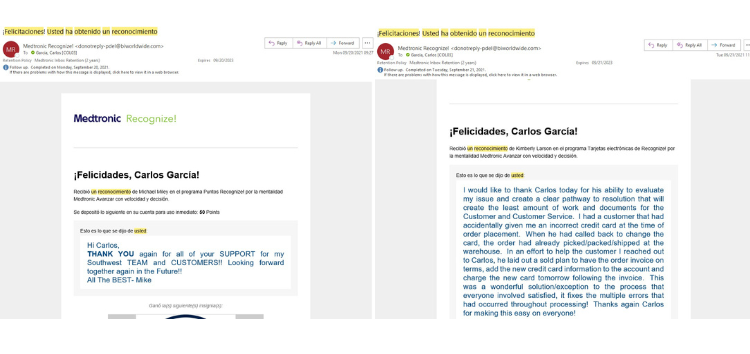 ¡Felicitaciones! Usted ha obtenido un reconocimiento
MR
Medtronic Recognize! <donotreply-pdel@biworldwide.com>
To: Garcia, Carlos [COL02]
Reply
Reply All
Forward
Mon 09/20/2021
Retention Policy Medtronic Inbox Retention (2 years)
Expires 09/20/2023
Follow up. Completed on Monday, September 20, 2021.
If there are problems with how this message is displayed, click here to view it in a web browser.
Medtronic Recognize!
¡Felicidades, Carlos García!
Recibió un reconocimiento de Michael Miley en el programa Puntos Recognize! por la mentalidad
Medtronic Avanzar con velocidad y decisión.
Se depositó lo siguiente en su cuenta para uso inmediato: 50 Points
Esto es lo que se dijo de usted:
Hi Carlos,
THANK YOU again for all of your SUPPORT for my
Southwest TEAM and CUSTOMERS!! Looking forward
together again in the Future!!
All The BEST- Mike
Ganó la(s) siguiente(s) insignia(s):
¡Felicitaciones! Usted ha obtenido un reconocimiento
MR
Medtronic Recognize! <donotreply-pdel@biworldwide.com>
To: Garcia, Carlos [COL02]
Reply
Reply All
Forward
Tue 09/21/2021
Retention Policy Medtronic Inbox Retention (2 years)
Expires 09/21/2023
Follow up. Completed on Tuesday, September 21, 2021.
If there are problems with how this message is displayed, click here to view it in a web browser.
¡Felicidades, Carlos García!
Recibió un reconocimiento de Kimberly Larson en el programa Tarjetas electrónicas de Recognize! por
la mentalidad Medtronic Avanzar con velocidad y decisión.
Esto es lo que se dijo de usted:
I would like to thank Carlos today for his ability to evaluate
my issue and create a clear pathway to resolution that will
create the least amount of work and documents for the
Customer and Customer Service. I had a customer that had
accidentally given me an incorrect credit card at the time of
order placement. When he had called back to change the
card, the order had already picked/packed/shipped at the
warehouse. In an effort to help the customer I reached out
to Carlos, he laid out a sold plan to have the order invoice on
terms, add the new credit card information to the account and
charge the new card tomorrow following the invoice. This
was a wonderful solution/exception to the process that
everyone involved satisfied, it fixes the multiple errors that
had occurred throughout processing! Thanks again Carlos
for making this easy on everyone!